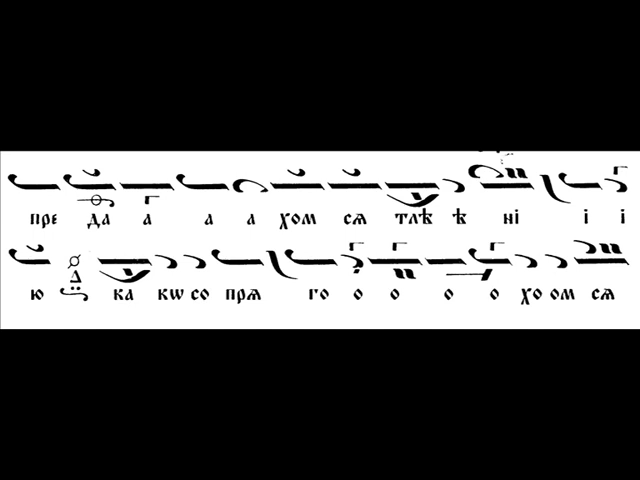 пре да а а а хом сѧ тлѣ ѣ ні і і
ю ка кѡ со прѧ го о о о о хо ом сѧ